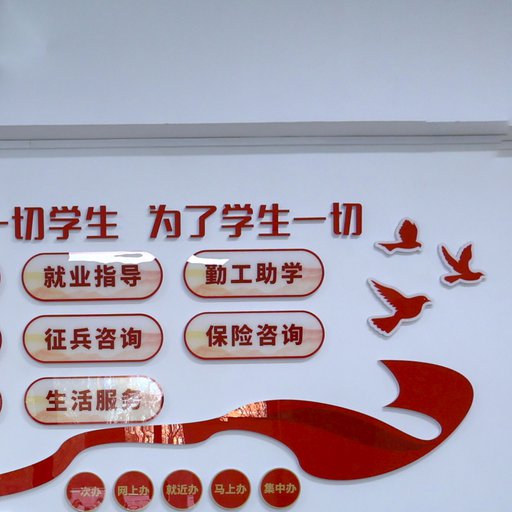 一切学生 为了学生一切
就业指导 勤工助学
征兵咨询 保险咨询
生活服务
一次办 网上办 就近办 马上办 集中办